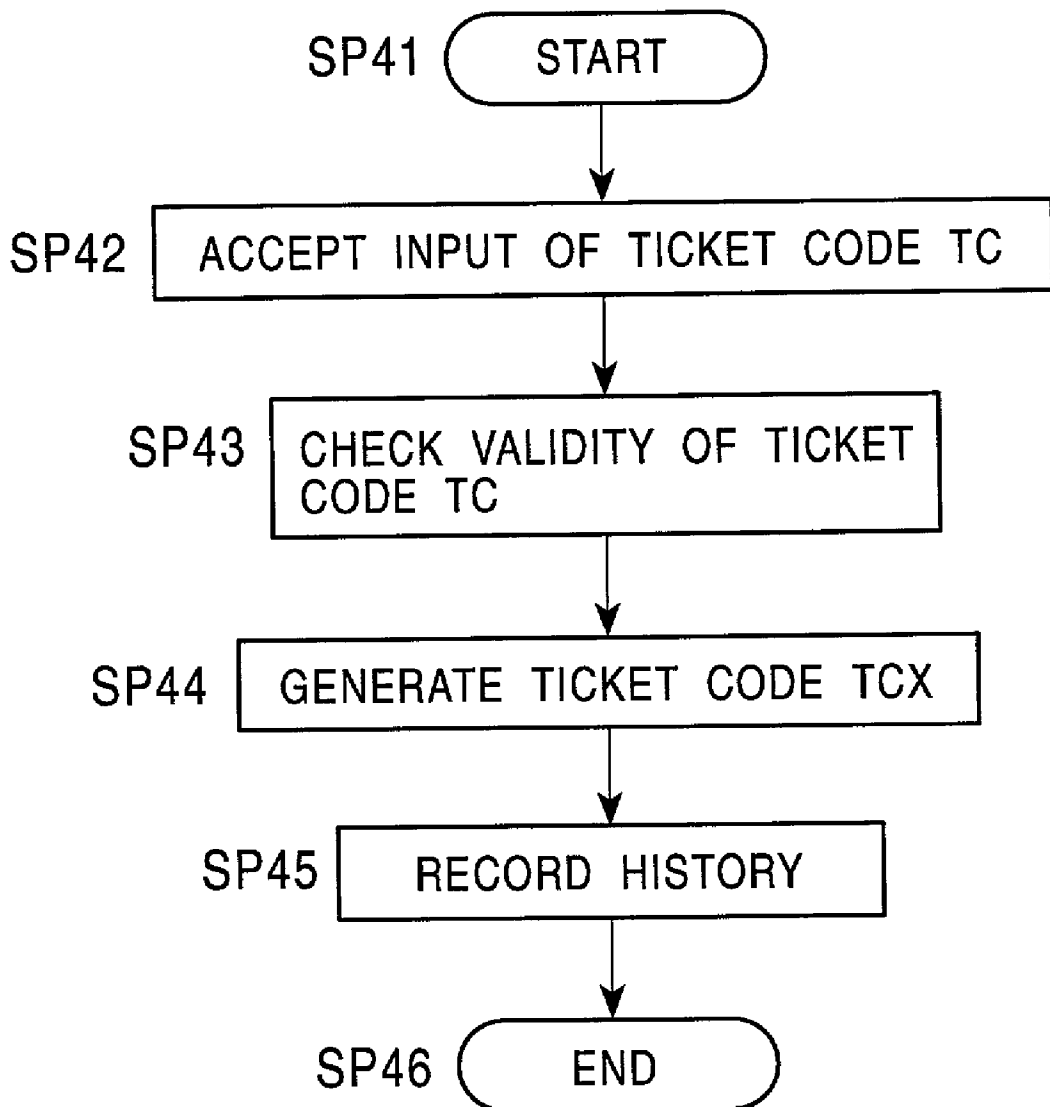 SP41 START
SP42 ACCEPT INPUT OF TICKET CODE TC
SP43 CHECK VALIDITY OF TICKET
CODE TC
SP44 GENERATE TICKET CODE TCX
SP45 RECORD HISTORY
SP46 END